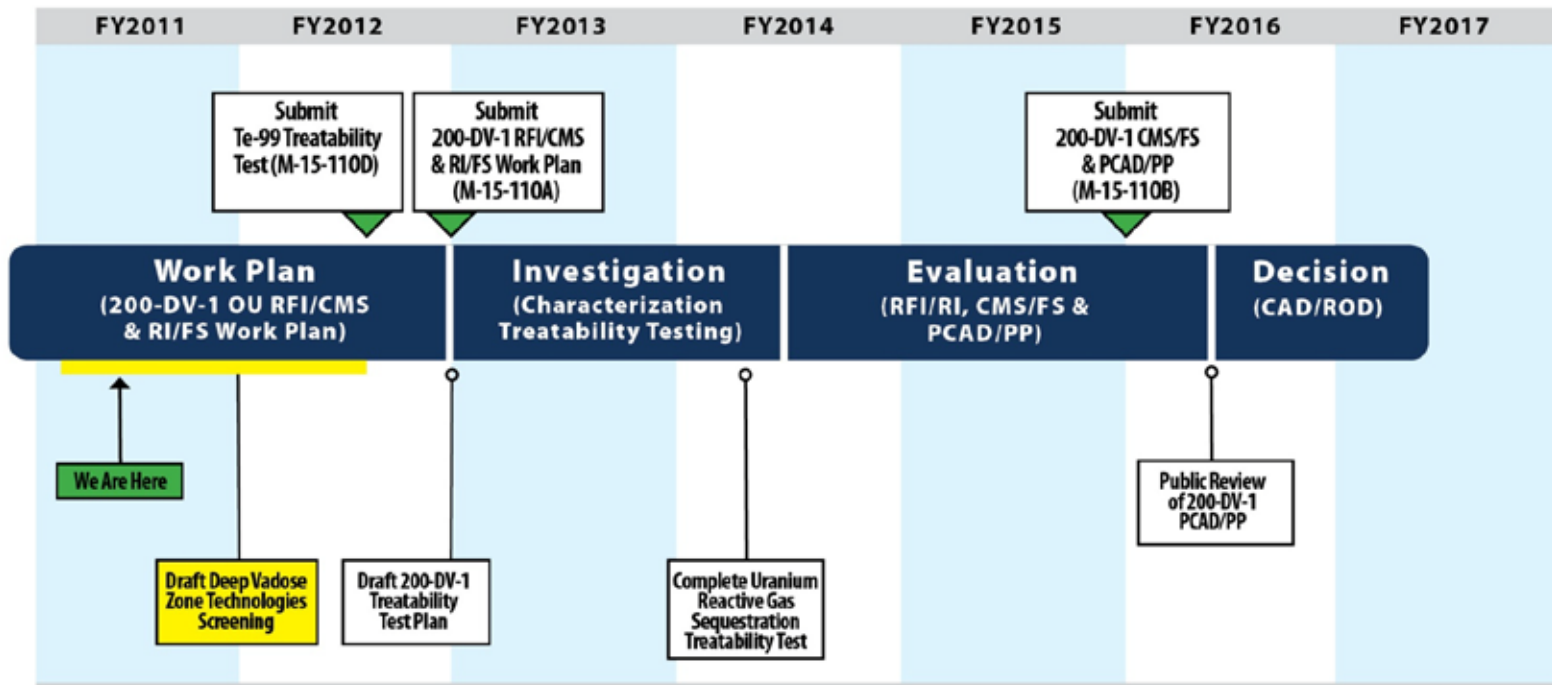 FY2011 FY2012 FY2013 FY2014 FY2015 FY2016 FY2017
Submit
Te-99 Treatability
Test (M-15-110D)
Submit
200-DV-1 RFI/CMS
& RI/FS Work Plan
(M-15-110A)
Submit
200-DV-1 CMS/FS
& PCAD/PP
(M-15-110B)
Work Plan
(200-DV-1 OU RFI/CMS
& RI/FS Work Plan)
Investigation
(Characterization
Treatability Testing)
Evaluation
(RFI/RI, CMS/FS &
PCAD/PP)
Decision
(CAD/ROD)
We Are Here
Draft Deep Vadose
Zone Technologies
Screening
Draft 200-DV-1
Treatability
Test Plan
Complete Uranium
Reactive Gas
Sequestration
Treatability Test
Public Review
of 200-DV-1
PCAD/PP